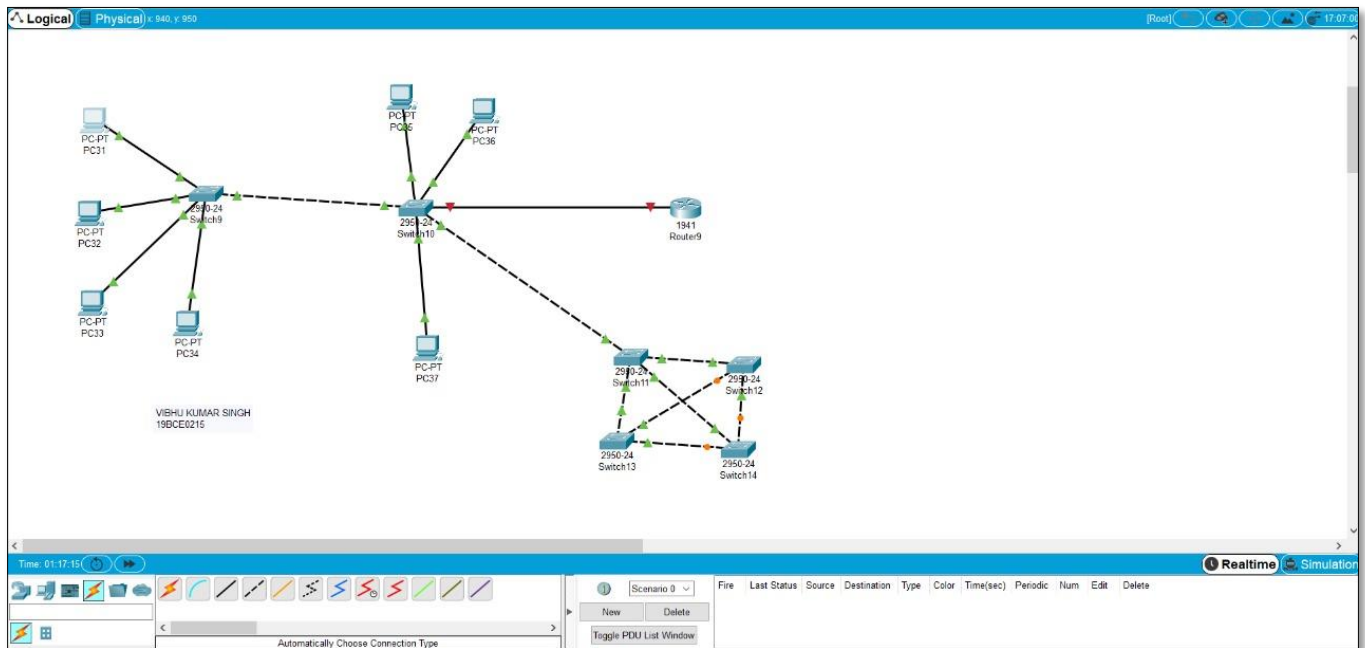 Logical Physical x: 940, y: 950 [Root] 17:07:00
PC-PT
PC31
PC-PT
PC35
PC-PT
PC36
2950-24
Switch9
PC-PT
PC32
2950-24
Switch10
1941
Router9
PC-PT
PC33
PC-PT
PC34
PC-PT
PC37
2950-24
Switch11
2950-24
Switch12
VIBHU KUMAR SINGH
19BCE0215
2950-24
Switch13
2950-24
Switch14
Time: 01:17:15 Realtime Simulation
Scenario 0 Fire Last Status Source Destination Type Color Time(sec) Periodic Num Edit Delete
New Delete
Toggle PDU List Window
Automatically Choose Connection Type